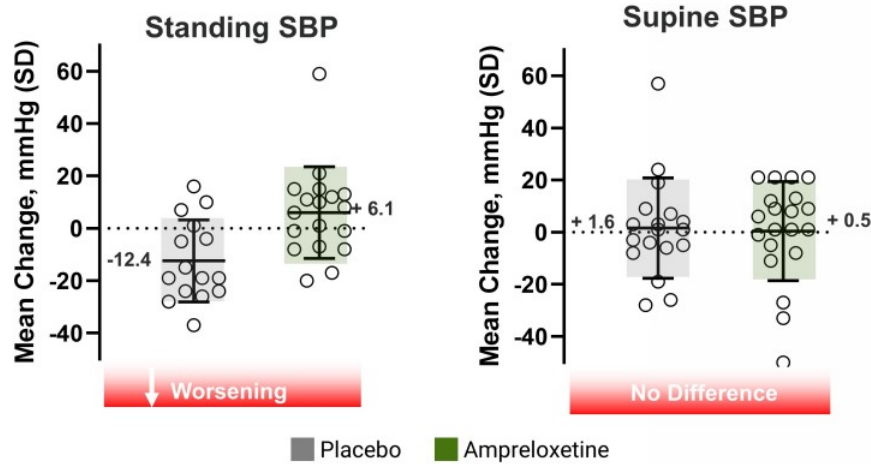 Standing SBP
Mean Change, mmHg (SD)
60
40
20
0
-20
-40
-12.4
+ 6.1
Worsening
Supine SBP
Mean Change, mmHg (SD)
60
40
20
0
-20
-40
+ 1.6
+ 0.5
No Difference
Placebo
Ampreloxetine